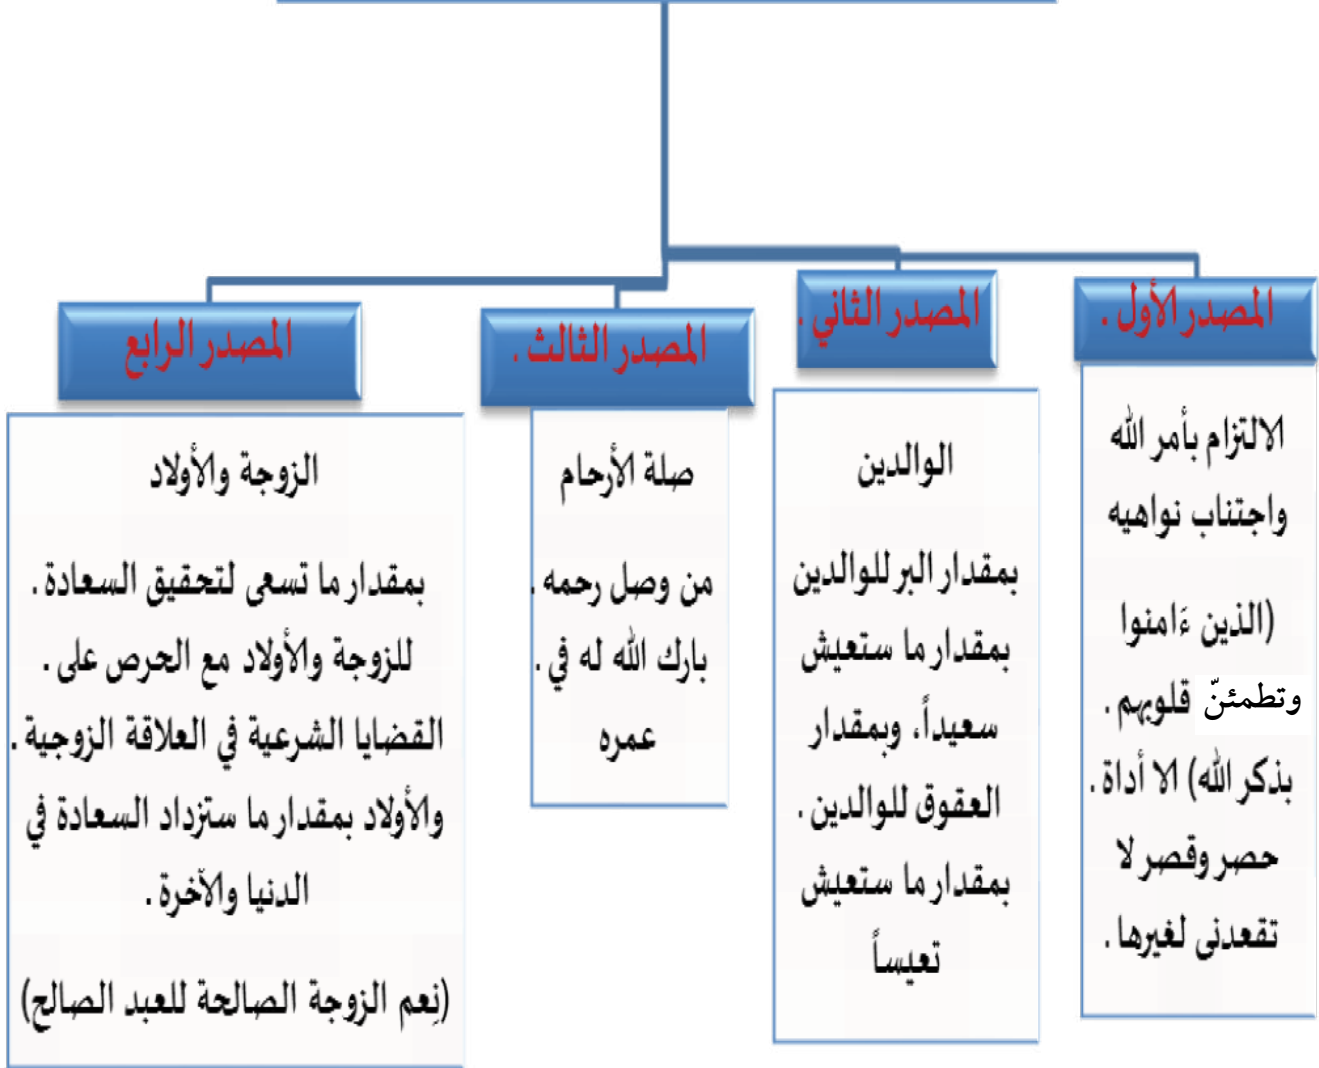 المصدر الأول .
الالتزام بأمر الله
واجتناب نواهيه
(الذين ءَامنوا
وتطمئنّ قلوبهم .
بذكر الله) الا أداة .
حصر وقصر لا
تقعدنى لغيرها .
المصدر الثاني .
الوالدين
بمقدار البر للوالدين
بمقدار ما ستعيش
سعيداً، وبمقدار
العقوق للوالدين .
بمقدار ما ستعيش
تعيساً
المصدر الثالث .
صلة الأرحام
من وصل رحمه .
بارك الله له في .
عمره
المصدر الرابع
الزوجة والأولاد
بمقدار ما تسعى لتحقيق السعادة .
للزوجة والأولاد مع الحرص على .
القضايا الشرعية في العلاقة الزوجية .
والأولاد بمقدار ما ستزداد السعادة في
الدنيا والآخرة .
(نِعم الزوجة الصالحة للعبد الصالح)